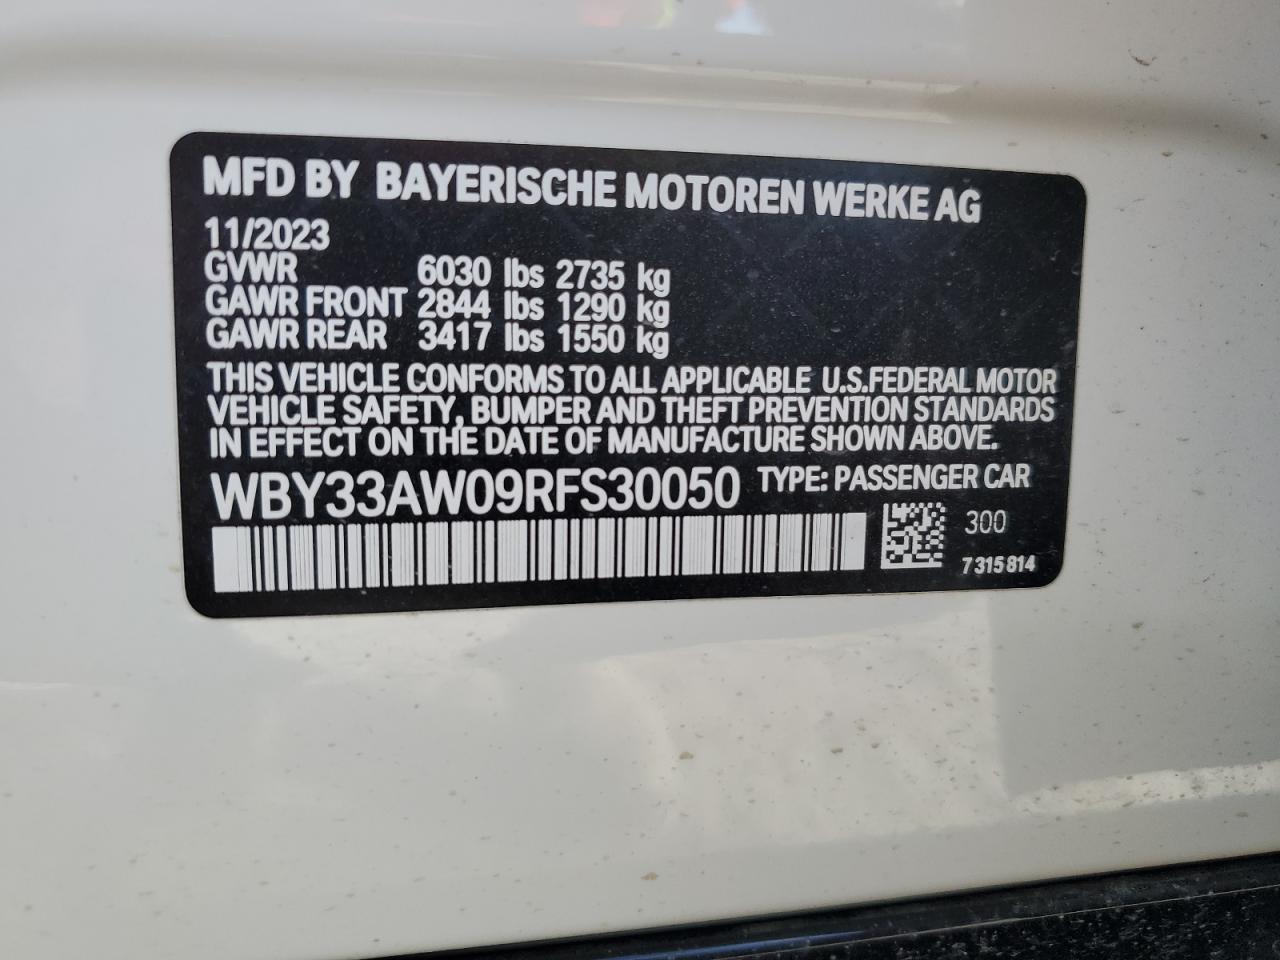 MFD BY BAYERISCHE MOTOREN WERKE AG
11/2023
GVWR 6030 lbs 2735 kg
GAWR FRONT 2844 lbs 1290 kg
GAWR REAR 3417 lbs 1550 kg
THIS VEHICLE CONFORMS TO ALL APPLICABLE U.S.FEDERAL MOTOR
VEHICLE SAFETY, BUMPER AND THEFT PREVENTION STANDARDS
IN EFFECT ON THE DATE OF MANUFACTURE SHOWN ABOVE.
WBY33AW09RFS30050 TYPE: PASSENGER CAR
300
7315814